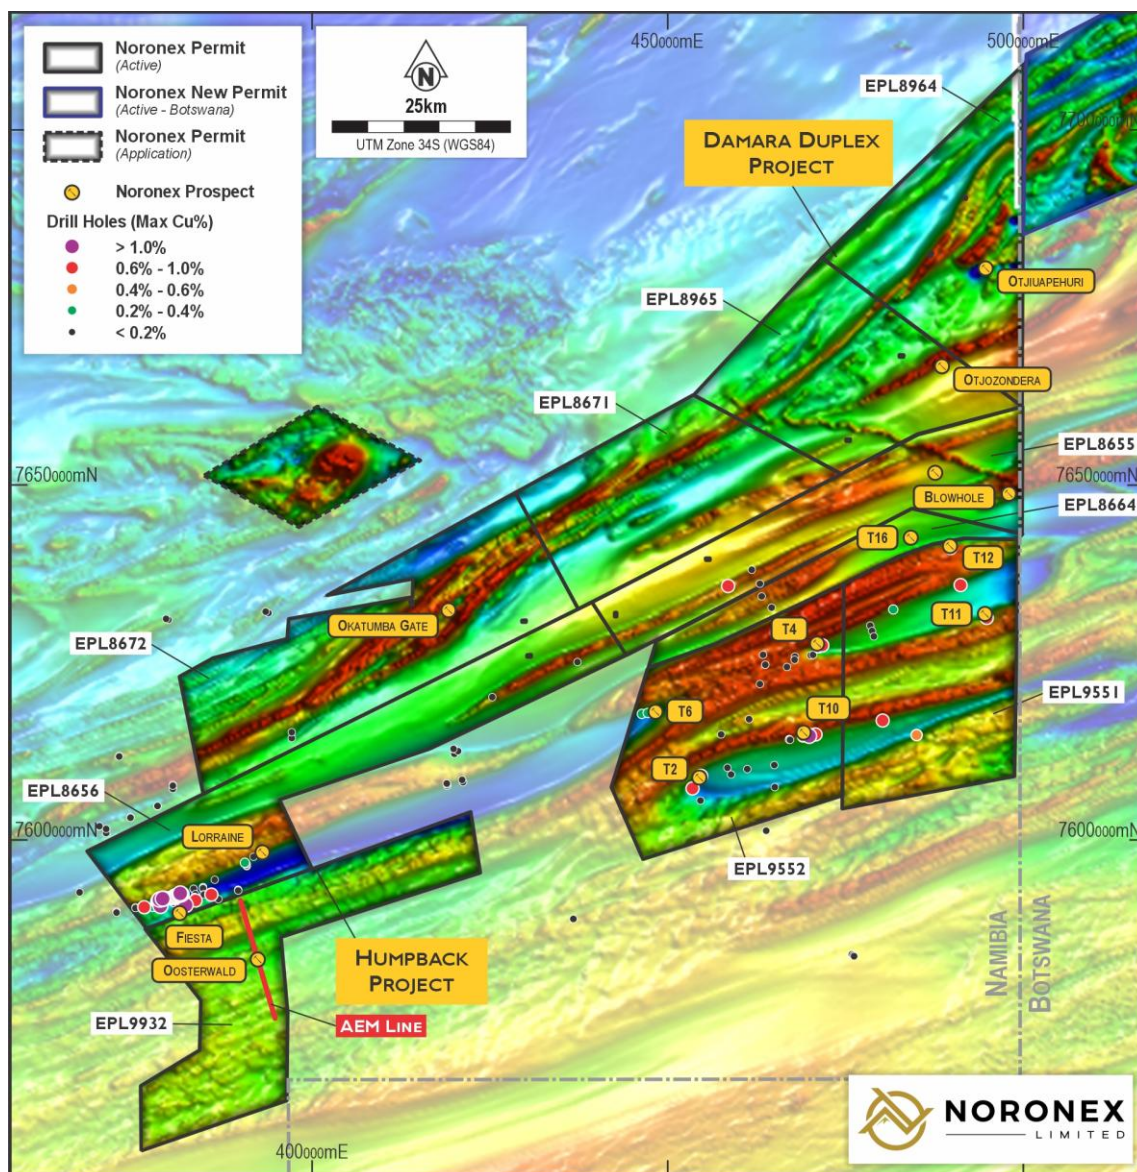 Noronex Permit
(Active)
Noronex New Permit
(Active - Botswana)
Noronex Permit
(Application)
Noronex Prospect
Drill Holes (Max Cu%)
> 1.0%
0.6% - 1.0%
0.4% - 0.6%
0.2% - 0.4%
< 0.2%
N
25km
UTM Zone 34S (WGS84)
450000mE
500000mE
EPL8964
7700000mN
DAMARA DUPLEX
PROJECT
OTJIUAPEHURI
EPL8965
OTJOZONDERA
EPL8671
EPL8655
7650000mN
7650000mN
BLOWHOLE
EPL8664
T16
T12
OKATUMBA GATE
T11
T4
EPL8672
EPL9551
T6
T10
T2
EPL8656
7600000mN
LORRAINE
7600000mN
EPL9552
FIESTA
HUMPBACK
PROJECT
OOSTERWALD
NAMIBIA
BOTSWANA
EPL9932
AEM LINE
NORONEX
LIMITED
400000mE